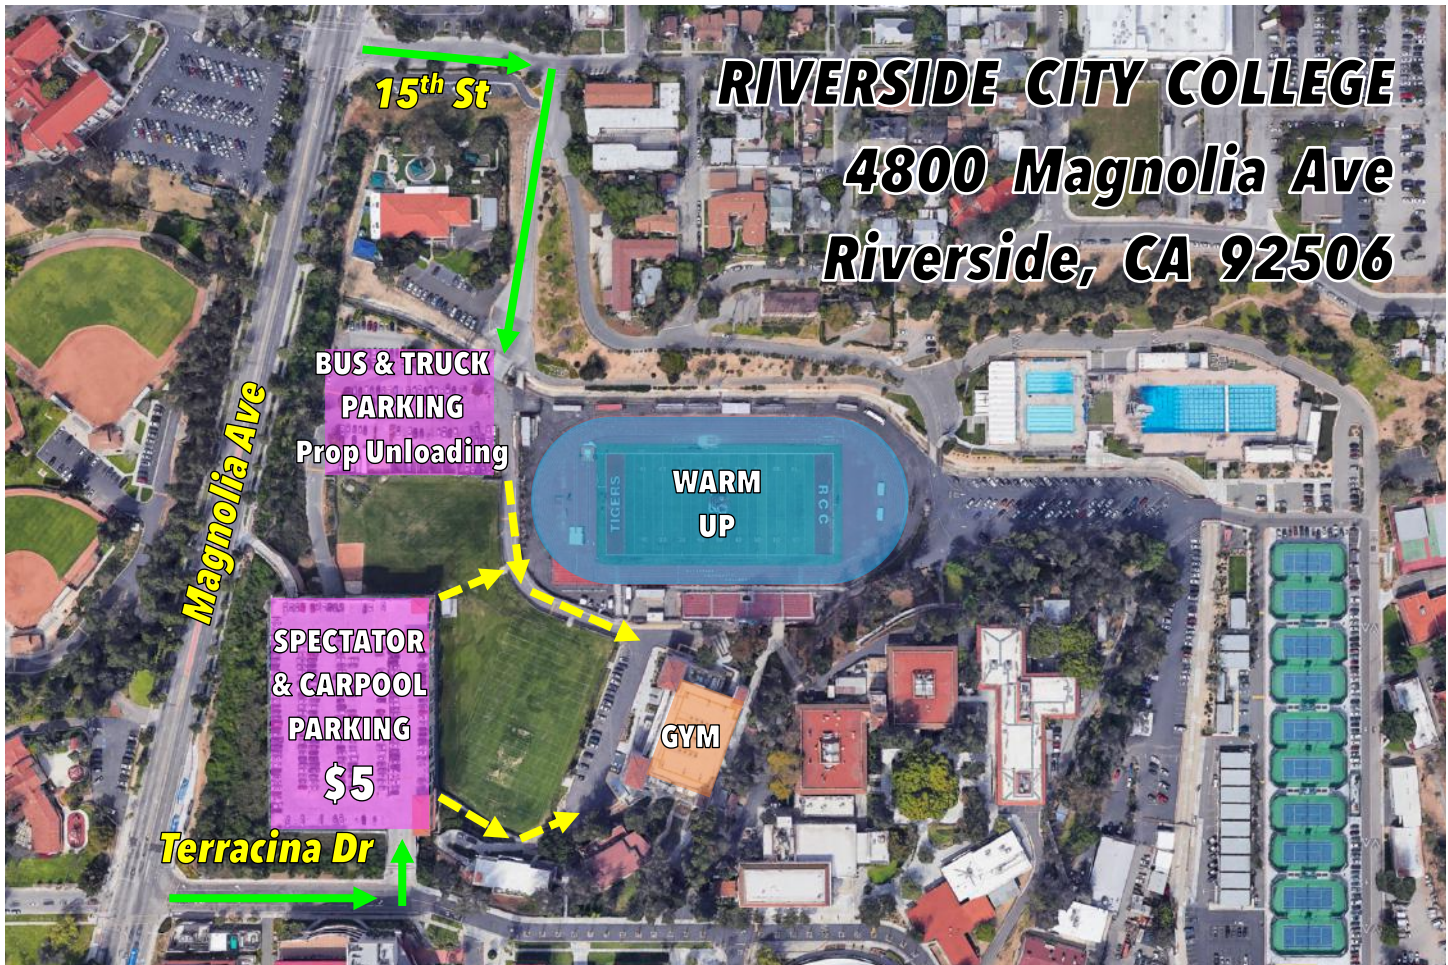 RIVERSIDE CITY COLLEGE
4800 Magnolia Ave
Riverside, CA 92506
15th St
BUS & TRUCK
PARKING
Prop Unloading
Magnolia Ave
WARM
UP
TIGERS
RCC
SPECTATOR
& CARPOOL
PARKING
$5
GYM
Terracina Dr